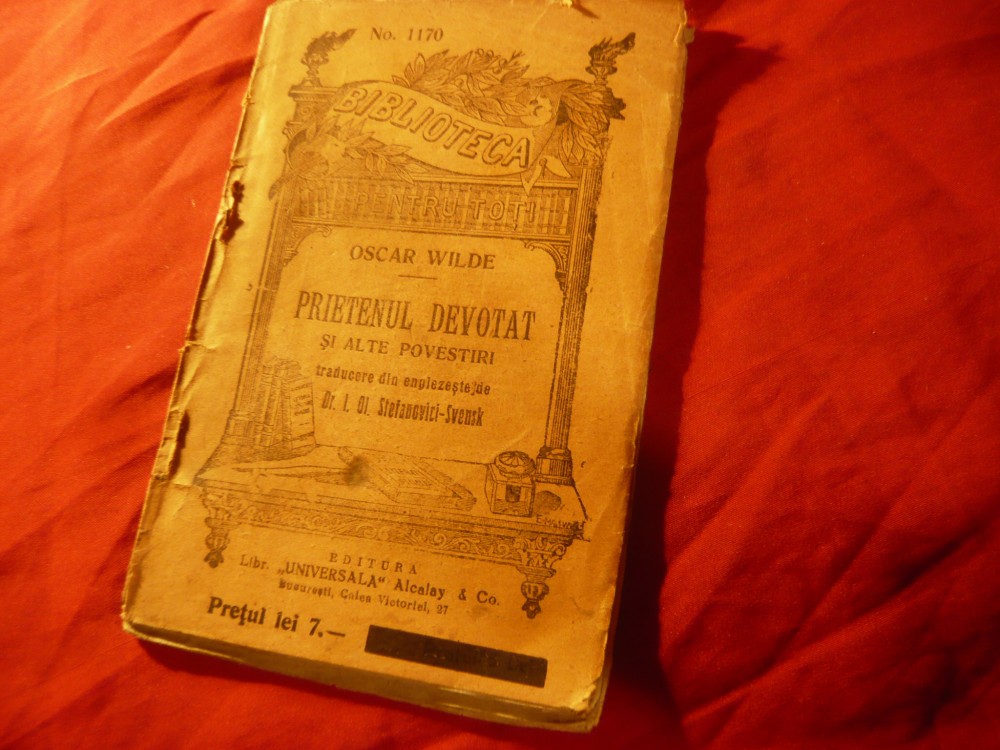 No. 1170
BIBLIOTECA
PENTRU TOȚI
OSCAR WILDE
PRIETENUL DEVOTAT
ȘI ALTE POVESTIRI
traducere din englezește de
Dr. I. Ol. Stefanovici-Svensk
EDITURA
Libr. „UNIVERSALA" Alcalay & Co.
București, Calea Victoriei, 27
Prețul lei 7.—